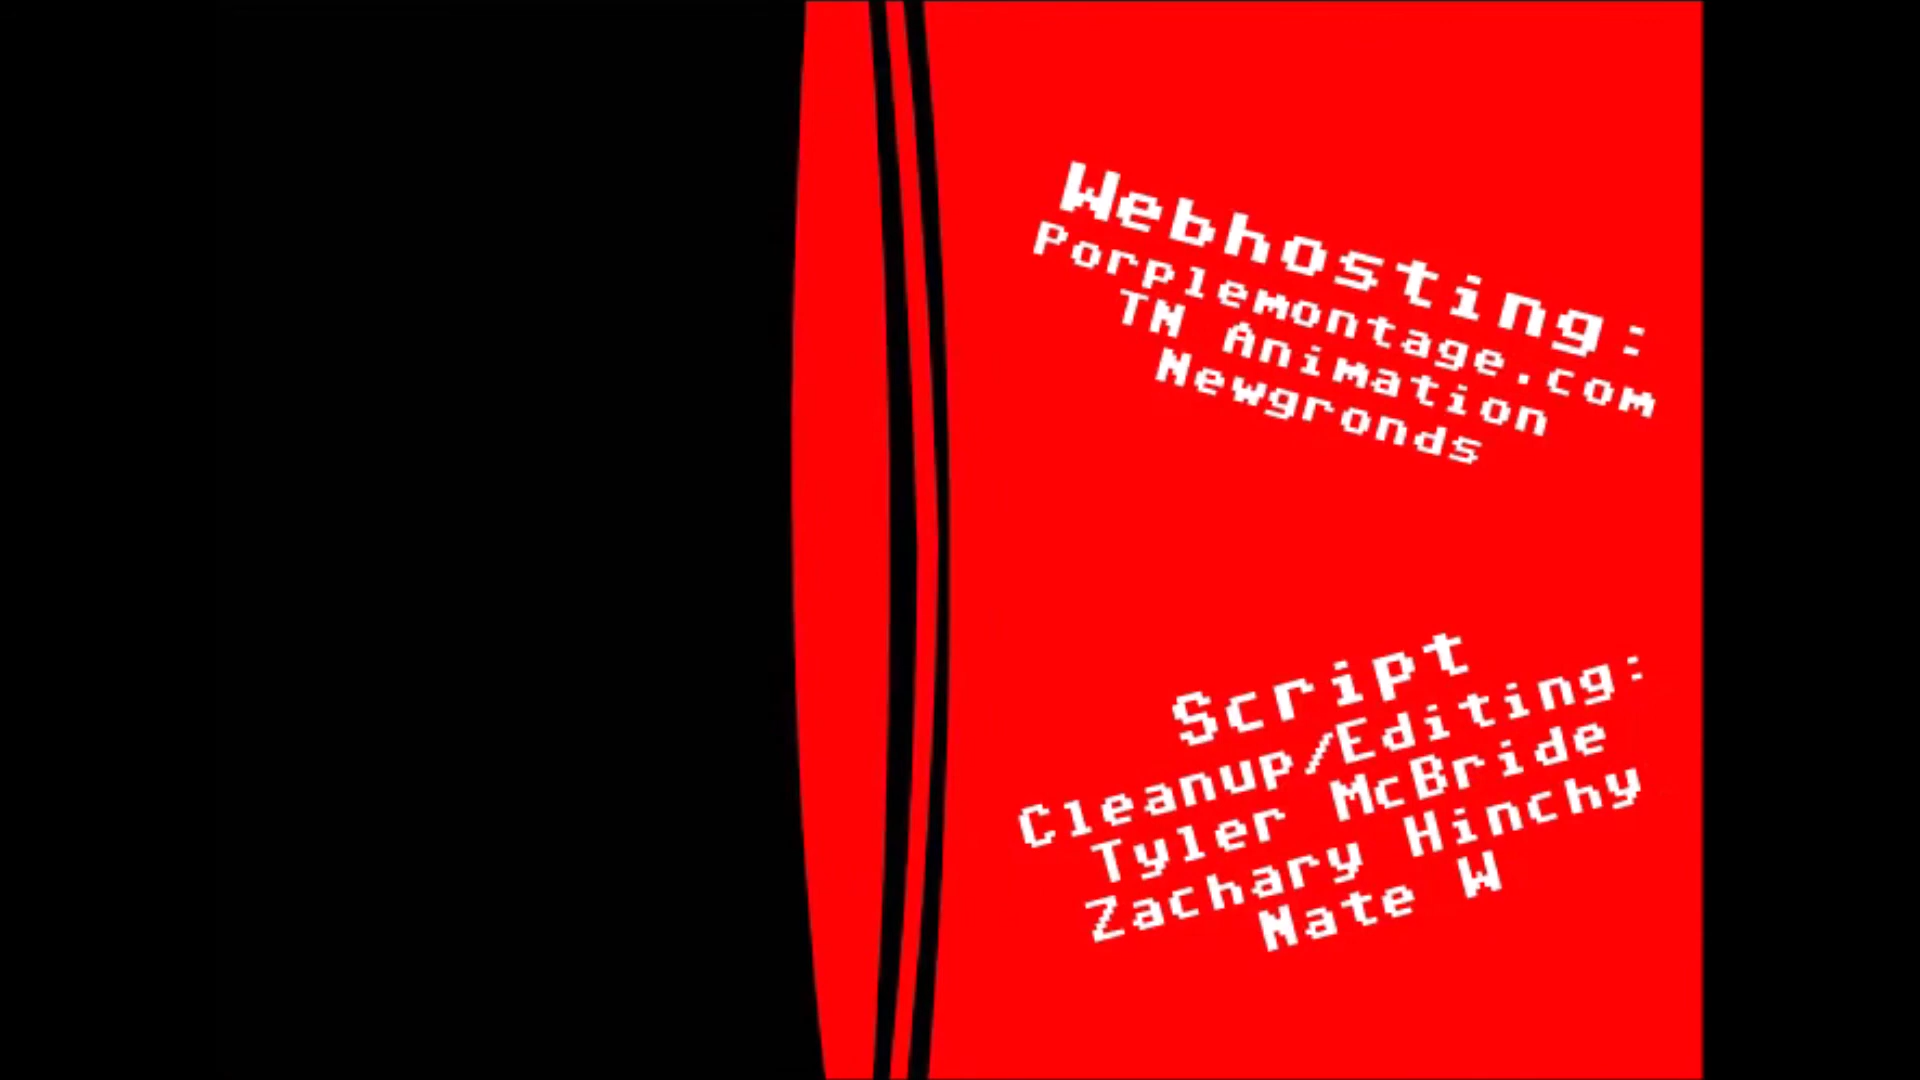 Webhosting:
Porplemontage.com
TN Animation
Newgronds
Script
Cleanup/Editing:
Tyler McBride
Zachary Hinchy
Nate W